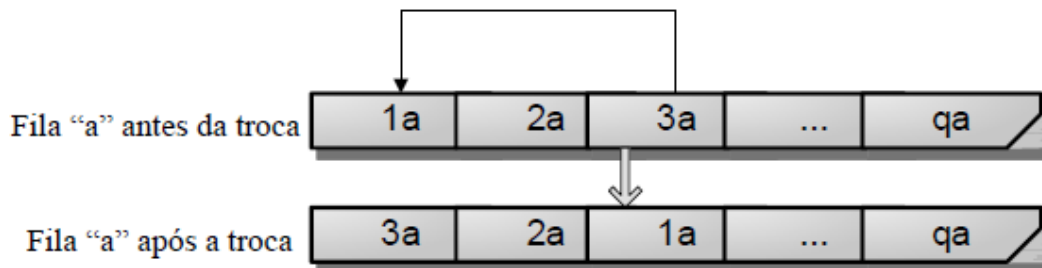 Fila “a” antes da troca 1a 2a 3a ... qa
Fila “a” após a troca 3a 2a 1a ... qa